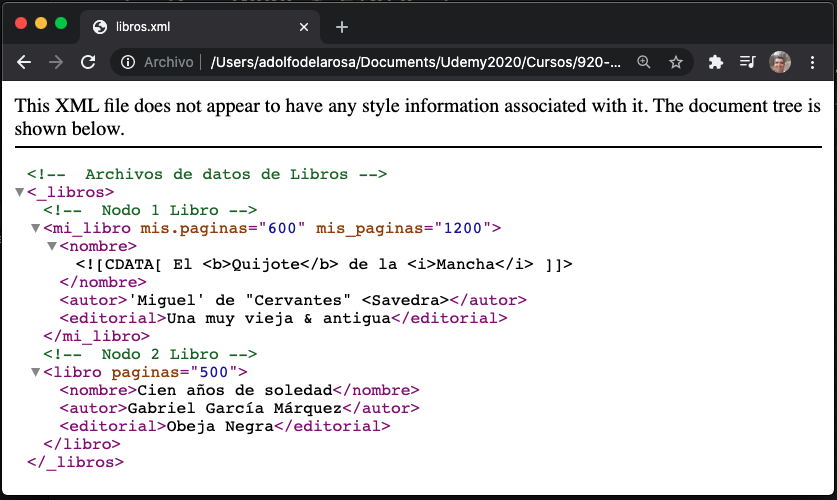 libros.xml
Archivo | /Users/adolfodelarosa/Documents/Udemy2020/Cursos/920-...
This XML file does not appear to have any style information associated with it. The document tree is
shown below.
<!--  Archivos de datos de Libros -->
▼<_libros>
<!--  Nodo 1 Libro -->
▼<mi_libro mis.paginas="600" mis_paginas="1200">
▼<nombre>
<![CDATA[ El <b>Quijote</b> de la <i>Mancha</i> ]]>
</nombre>
<autor>'Miguel' de "Cervantes" <Savedra></autor>
<editorial>Una muy vieja & antigua</editorial>
</mi_libro>
<!--  Nodo 2 Libro -->
▼<libro paginas="500">
<nombre>Cien años de soledad</nombre>
<autor>Gabriel García Márquez</autor>
<editorial>Obeja Negra</editorial>
</libro>
</_libros>